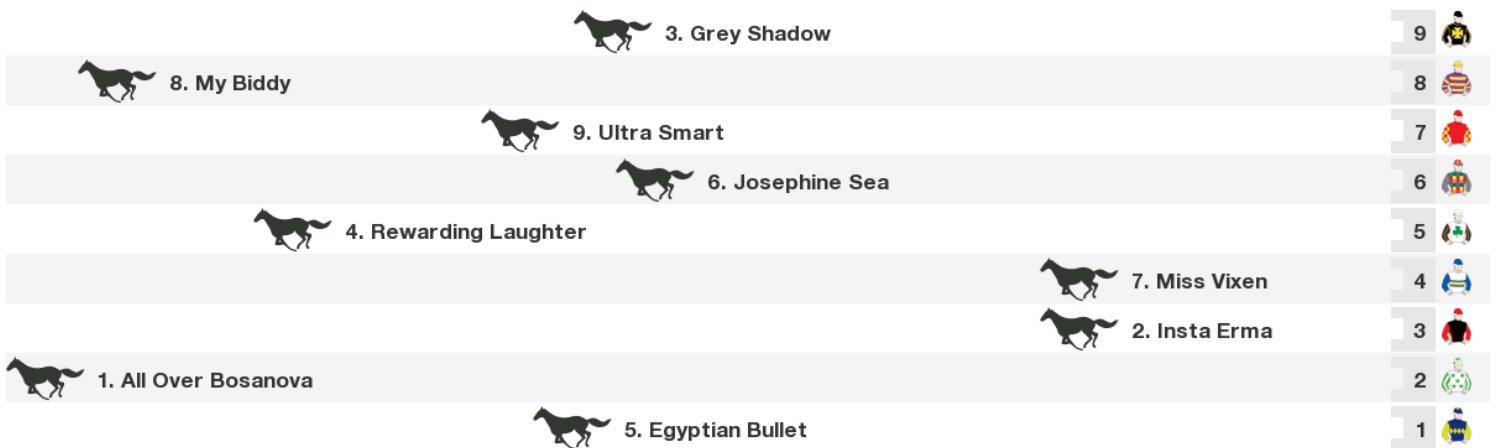 3. Grey Shadow 9
8. My Biddy 8
9. Ultra Smart 7
6. Josephine Sea 6
4. Rewarding Laughter 5
7. Miss Vixen 4
2. Insta Erma 3
1. All Over Bosanova 2
5. Egyptian Bullet 1